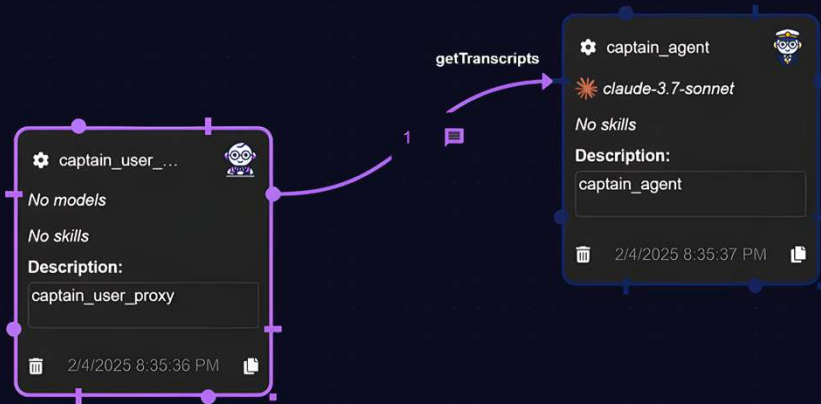 getTranscripts
captain_agent
claude-3.7-sonnet
No skills
Description:
captain_agent
2/4/2025 8:35:37 PM
1
captain_user_...
No models
No skills
Description:
captain_user_proxy
2/4/2025 8:35:36 PM